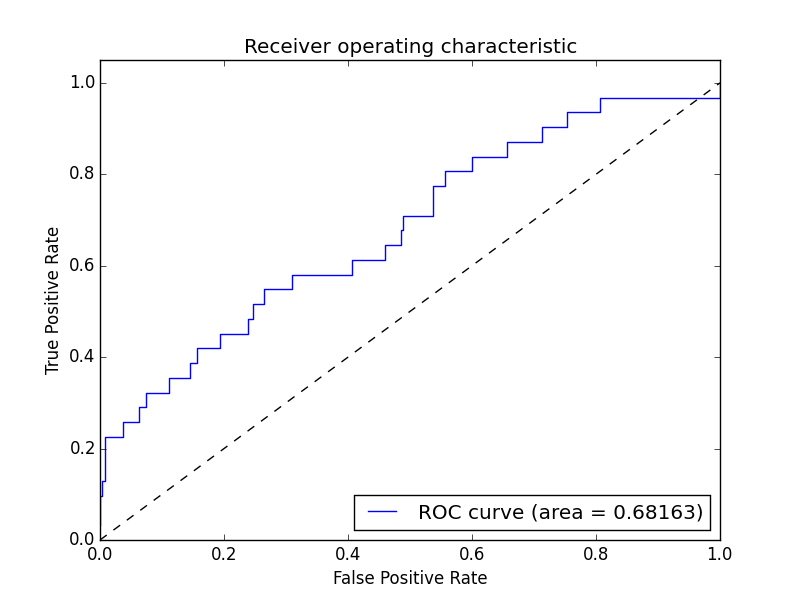 Receiver operating characteristic
1.0
0.8
0.6
0.4
0.2
0.0
True Positive Rate
ROC curve (area = 0.68163)
0.0 0.2 0.4 0.6 0.8 1.0
False Positive Rate